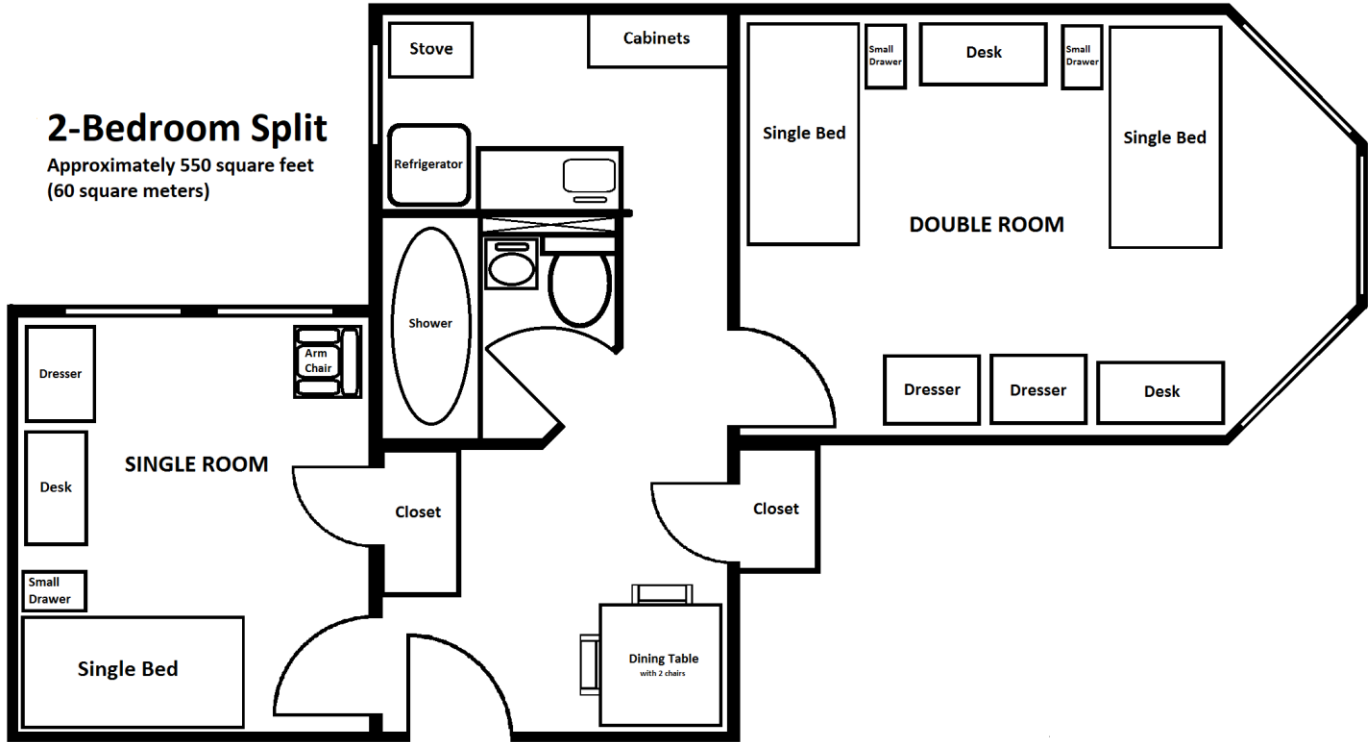 2-Bedroom Split
Approximately 550 square feet
(60 square meters)
Stove
Cabinets
Refrigerator
Shower
Small
Drawer
Desk
Small
Drawer
Single Bed
Single Bed
DOUBLE ROOM
Dresser
Dresser
Desk
Dresser
Arm
Chair
SINGLE ROOM
Desk
Closet
Closet
Small
Drawer
Single Bed
Dining Table
with 2 chairs